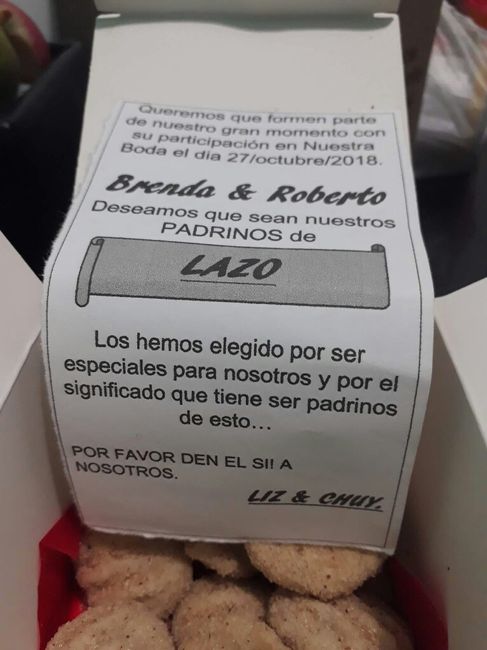 Queremos que formen parte
de nuestro gran momento con
su participación en Nuestra
Boda el dia 27/octubre/2018.
Brenda & Roberto
Deseamos que sean nuestros
PADRINOS de
LAZO
Los hemos elegido por ser
especiales para nosotros y por el
significado que tiene ser padrinos
de esto...
POR FAVOR DEN EL SI! A
NOSOTROS.
LIZ & CHUY.